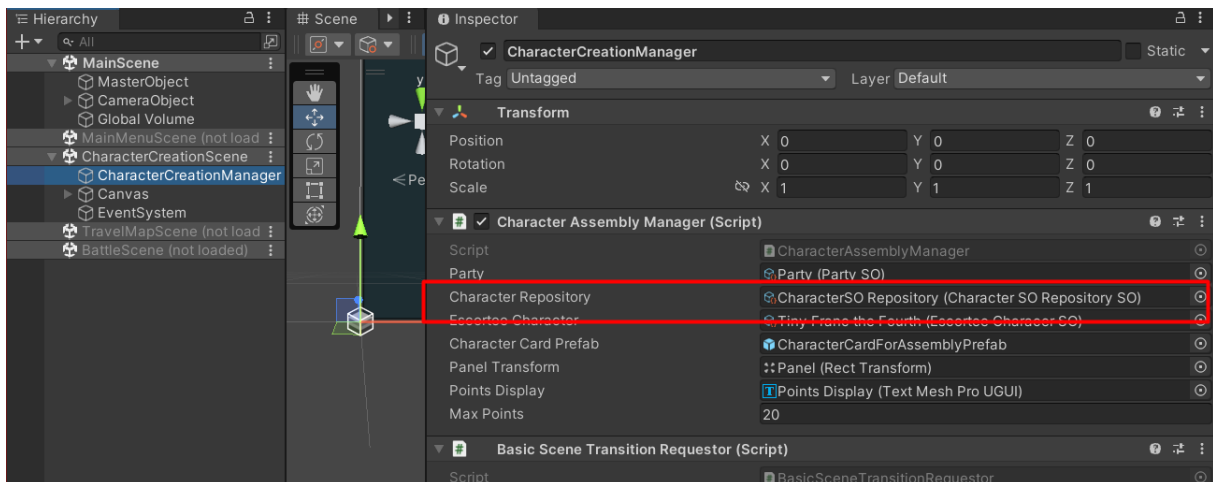 Hierarchy
All
MainScene
MasterObject
CameraObject
Global Volume
MainMenuScene (not load
CharacterCreationScene
CharacterCreationManager
Canvas
EventSystem
TravelMapScene (not load
BattleScene (not loaded)
Scene
y
<Pe
Inspector
CharacterCreationManager
Static
Tag Untagged Layer Default
Transform
Position X 0 Y 0 Z 0
Rotation X 0 Y 0 Z 0
Scale X 1 Y 1 Z 1
Character Assembly Manager (Script)
Script CharacterAssemblyManager
Party Party (Party SO)
Character Repository CharacterSO Repository (Character SO Repository SO)
Escortee Character Tiny Franc the Fourth (Escortee Characer SO)
Character Card Prefab CharacterCardForAssemblyPrefab
Panel Transform Panel (Rect Transform)
Points Display Points Display (Text Mesh Pro UGUI)
Max Points 20
Basic Scene Transition Requestor (Script)
Script BasicSceneTransitionRequestor